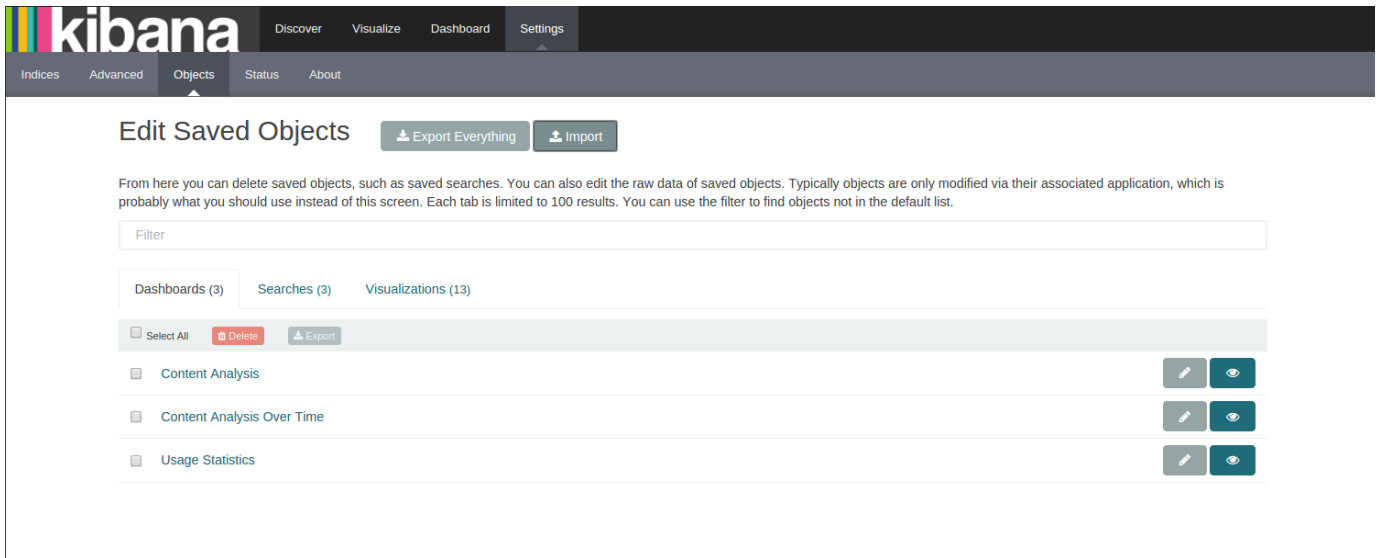 kibana Discover Visualize Dashboard Settings
Indices Advanced Objects Status About
Edit Saved Objects Export Everything Import
From here you can delete saved objects, such as saved searches. You can also edit the raw data of saved objects. Typically objects are only modified via their associated application, which is
probably what you should use instead of this screen. Each tab is limited to 100 results. You can use the filter to find objects not in the default list.
Filter
Dashboards (3) Searches (3) Visualizations (13)
Select All Delete Export
Content Analysis
Content Analysis Over Time
Usage Statistics